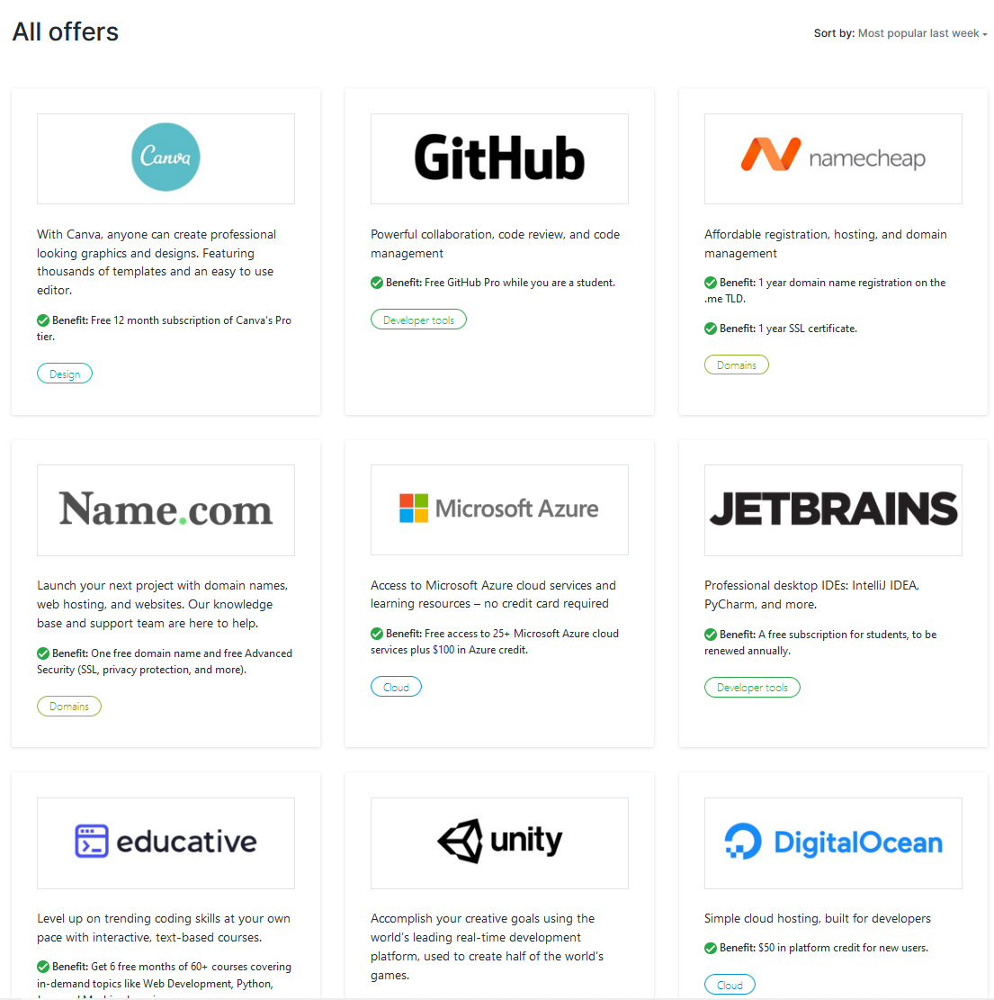 All offers
Sort by: Most popular last week
Canva
With Canva, anyone can create professional
looking graphics and designs. Featuring
thousands of templates and an easy to use
editor.
Benefit: Free 12 month subscription of Canva's Pro
tier.
Design
GitHub
Powerful collaboration, code review, and code
management
Benefit: Free GitHub Pro while you are a student.
Developer tools
namecheap
Affordable registration, hosting, and domain
management
Benefit: 1 year domain name registration on the
.me TLD.
Benefit: 1 year SSL certificate.
Domains
Name.com
Launch your next project with domain names,
web hosting, and websites. Our knowledge
base and support team are here to help.
Benefit: One free domain name and free Advanced
Security (SSL, privacy protection, and more).
Domains
Microsoft Azure
Access to Microsoft Azure cloud services and
learning resources – no credit card required
Benefit: Free access to 25+ Microsoft Azure cloud
services plus $100 in Azure credit.
Cloud
JETBRAINS
Professional desktop IDEs: IntelliJ IDEA,
PyCharm, and more.
Benefit: A free subscription for students, to be
renewed annually.
Developer tools
educative
Level up on trending coding skills at your own
pace with interactive, text-based courses.
Benefit: Get 6 free months of 60+ courses covering
in-demand topics like Web Development, Python,
unity
Accomplish your creative goals using the
world’s leading real-time development
platform, used to create half of the world’s
games.
DigitalOcean
Simple cloud hosting, built for developers
Benefit: $50 in platform credit for new users.
Cloud